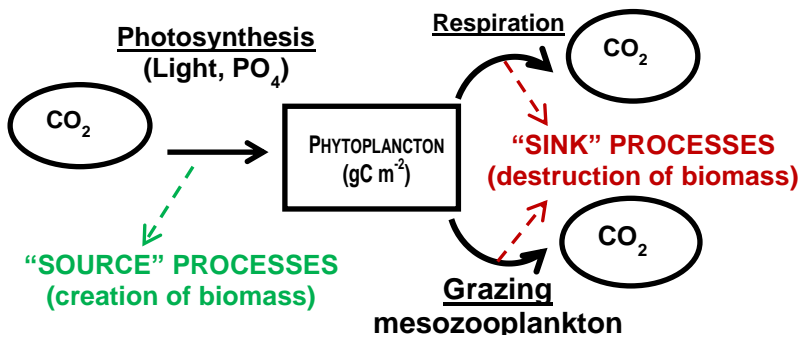 Photosynthesis
(Light, PO4)
CO2
PHYTOPLANCTON
(gC m-2)
Respiration
CO2
“SINK” PROCESSES
(destruction of biomass)
CO2
“SOURCE” PROCESSES
(creation of biomass)
Grazing
mesozooplankton